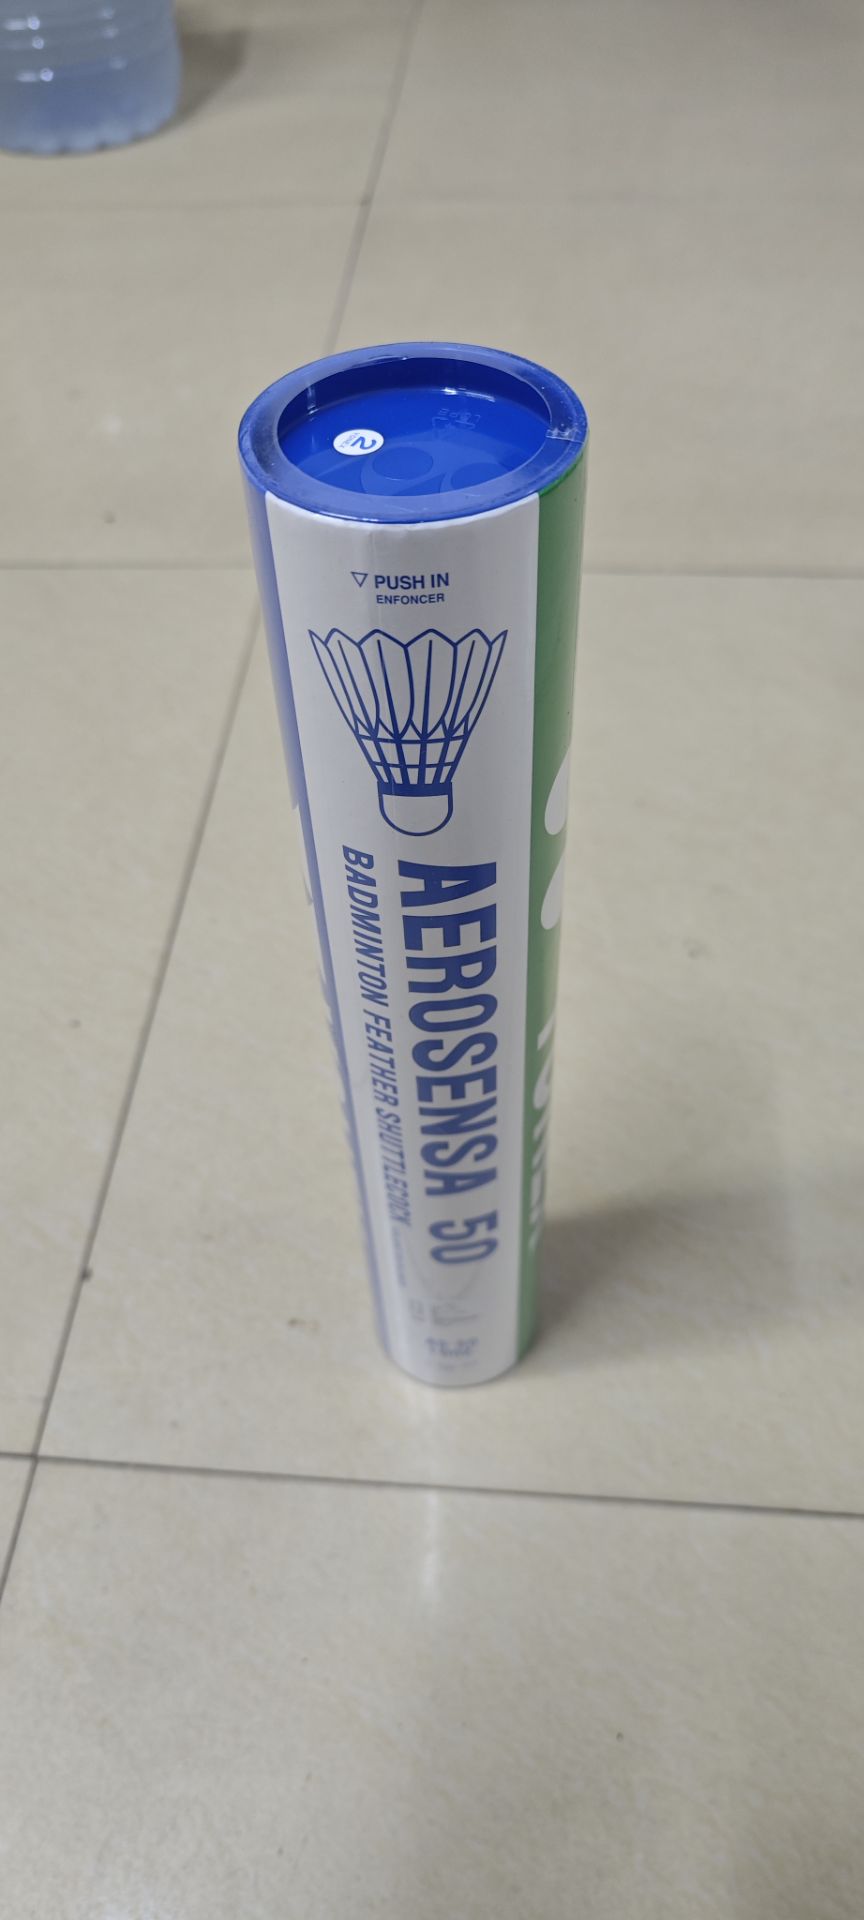 2
▽ PUSH IN
ENFONCER
AEROSENSA 50
BADMINTON FEATHER SHUTTLECOCK